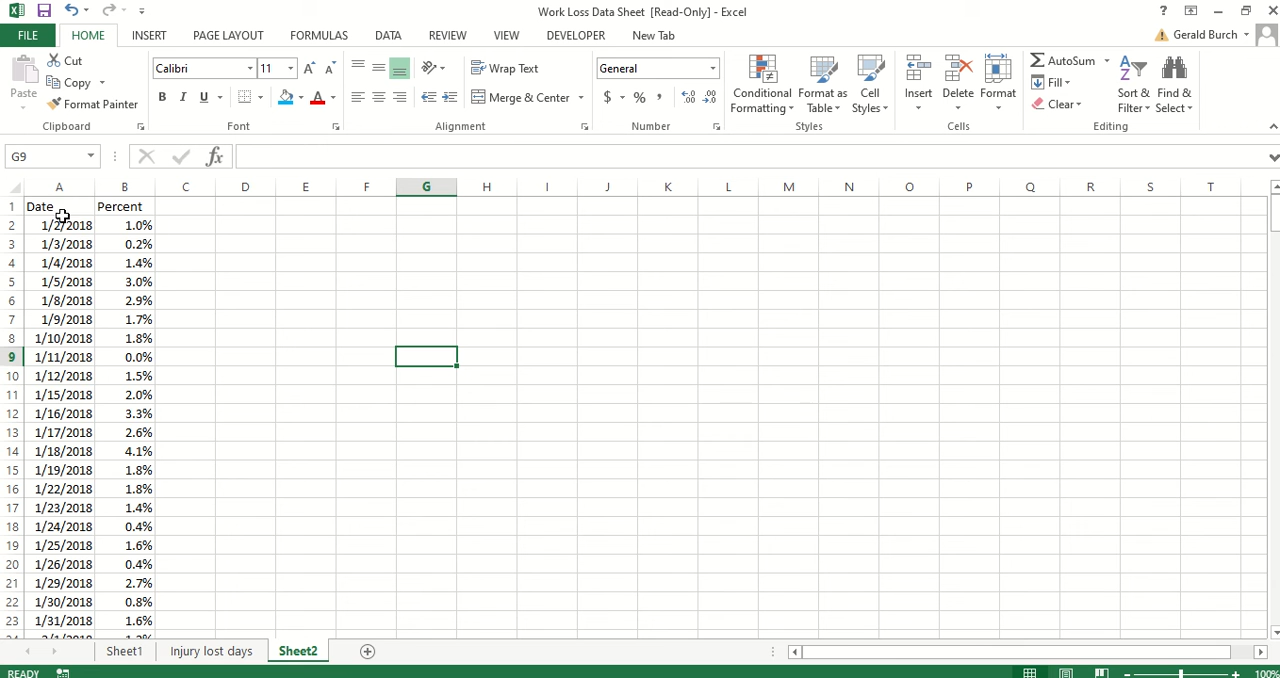 Work Loss Data Sheet [Read-Only] - Excel
?
FILE HOME INSERT PAGE LAYOUT FORMULAS DATA REVIEW VIEW DEVELOPER New Tab Gerald Burch
Paste Cut Calibri 11 A A Wrap Text General Conditional Formatting Format as Table Cell Styles Insert Delete Format AutoSum Sort & Filter Find & Select
Copy B I U A Merge & Center $ % , Fill
Format Painter Clear
Clipboard Font Alignment Number Styles Cells Editing
G9 fx
A B C D E F G H I J K L M N O P Q R S T
1 Date Percent
2 1/2/2018 1.0%
3 1/3/2018 0.2%
4 1/4/2018 1.4%
5 1/5/2018 3.0%
6 1/8/2018 2.9%
7 1/9/2018 1.7%
8 1/10/2018 1.8%
9 1/11/2018 0.0%
10 1/12/2018 1.5%
11 1/15/2018 2.0%
12 1/16/2018 3.3%
13 1/17/2018 2.6%
14 1/18/2018 4.1%
15 1/19/2018 1.8%
16 1/22/2018 1.8%
17 1/23/2018 1.4%
18 1/24/2018 0.4%
19 1/25/2018 1.6%
20 1/26/2018 0.4%
21 1/29/2018 2.7%
22 1/30/2018 0.8%
23 1/31/2018 1.6%
Sheet1 Injury lost days Sheet2
READY 100%